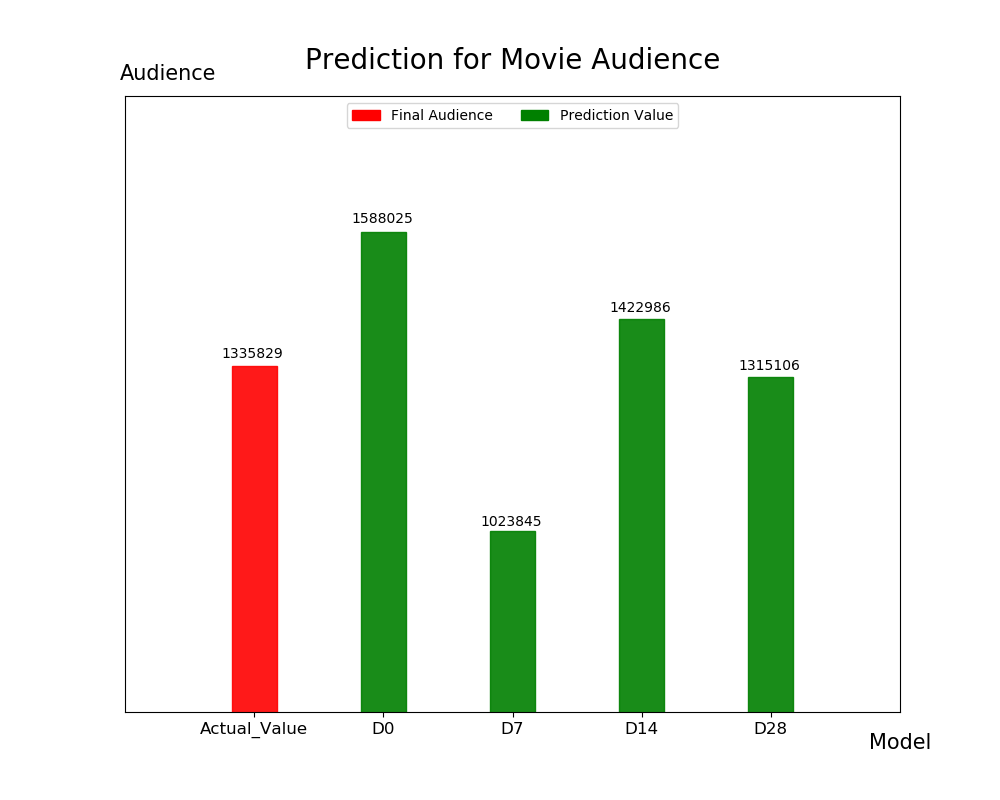 Prediction for Movie Audience
Audience
Final Audience Prediction Value
1588025
1422986
1335829
1315106
1023845
Actual_Value D0 D7 D14 D28
Model